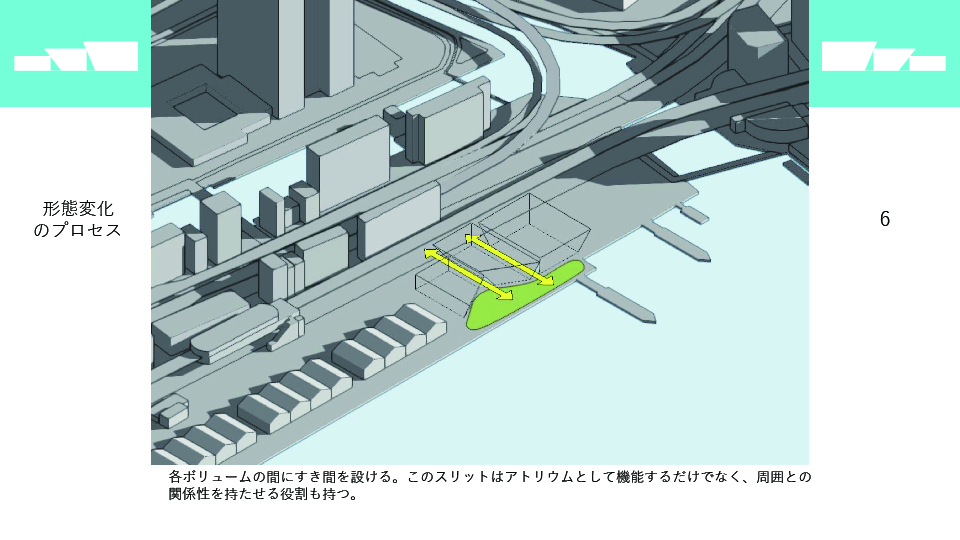 形態変化
のプロセス
6
各ボリュームの間にすき間を設ける。このスリットはアトリウムとして機能するだけでなく、周囲との
関係性を持たせる役割も持つ。